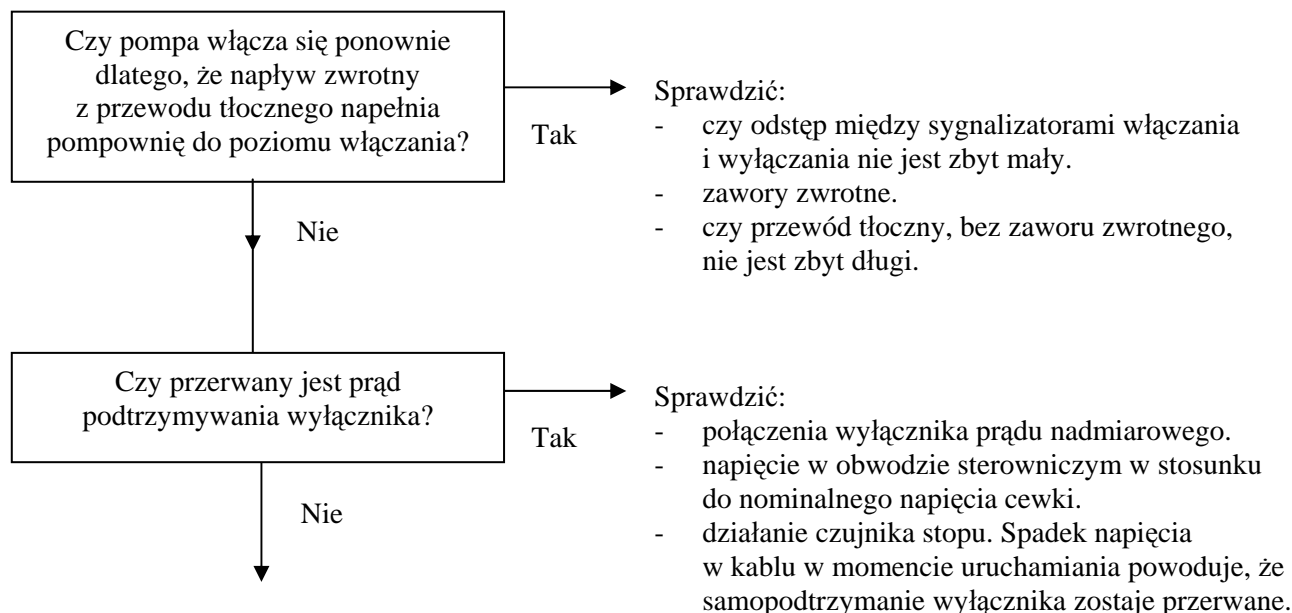 Czy pompa włącza się ponownie
dlatego, że napływ zwrotny
z przewodu tłocznego napełnia
pompownię do poziomu włączania?
Tak
Sprawdzić:
- czy odstęp między sygnalizatorami włączania
i wyłączania nie jest zbyt mały.
- zawory zwrotne.
- czy przewód tłoczny, bez zaworu zwrotnego,
nie jest zbyt długi.
Nie
Czy przerwany jest prąd
podtrzymywania wyłącznika?
Tak
Sprawdzić:
- połączenia wyłącznika prądu nadmiarowego.
- napięcie w obwodzie sterowniczym w stosunku
do nominalnego napięcia cewki.
- działanie czujnika stopu. Spadek napięcia
w kablu w momencie uruchamiania powoduje, że
samopodtrzymanie wyłącznika zostaje przerwane.
Nie